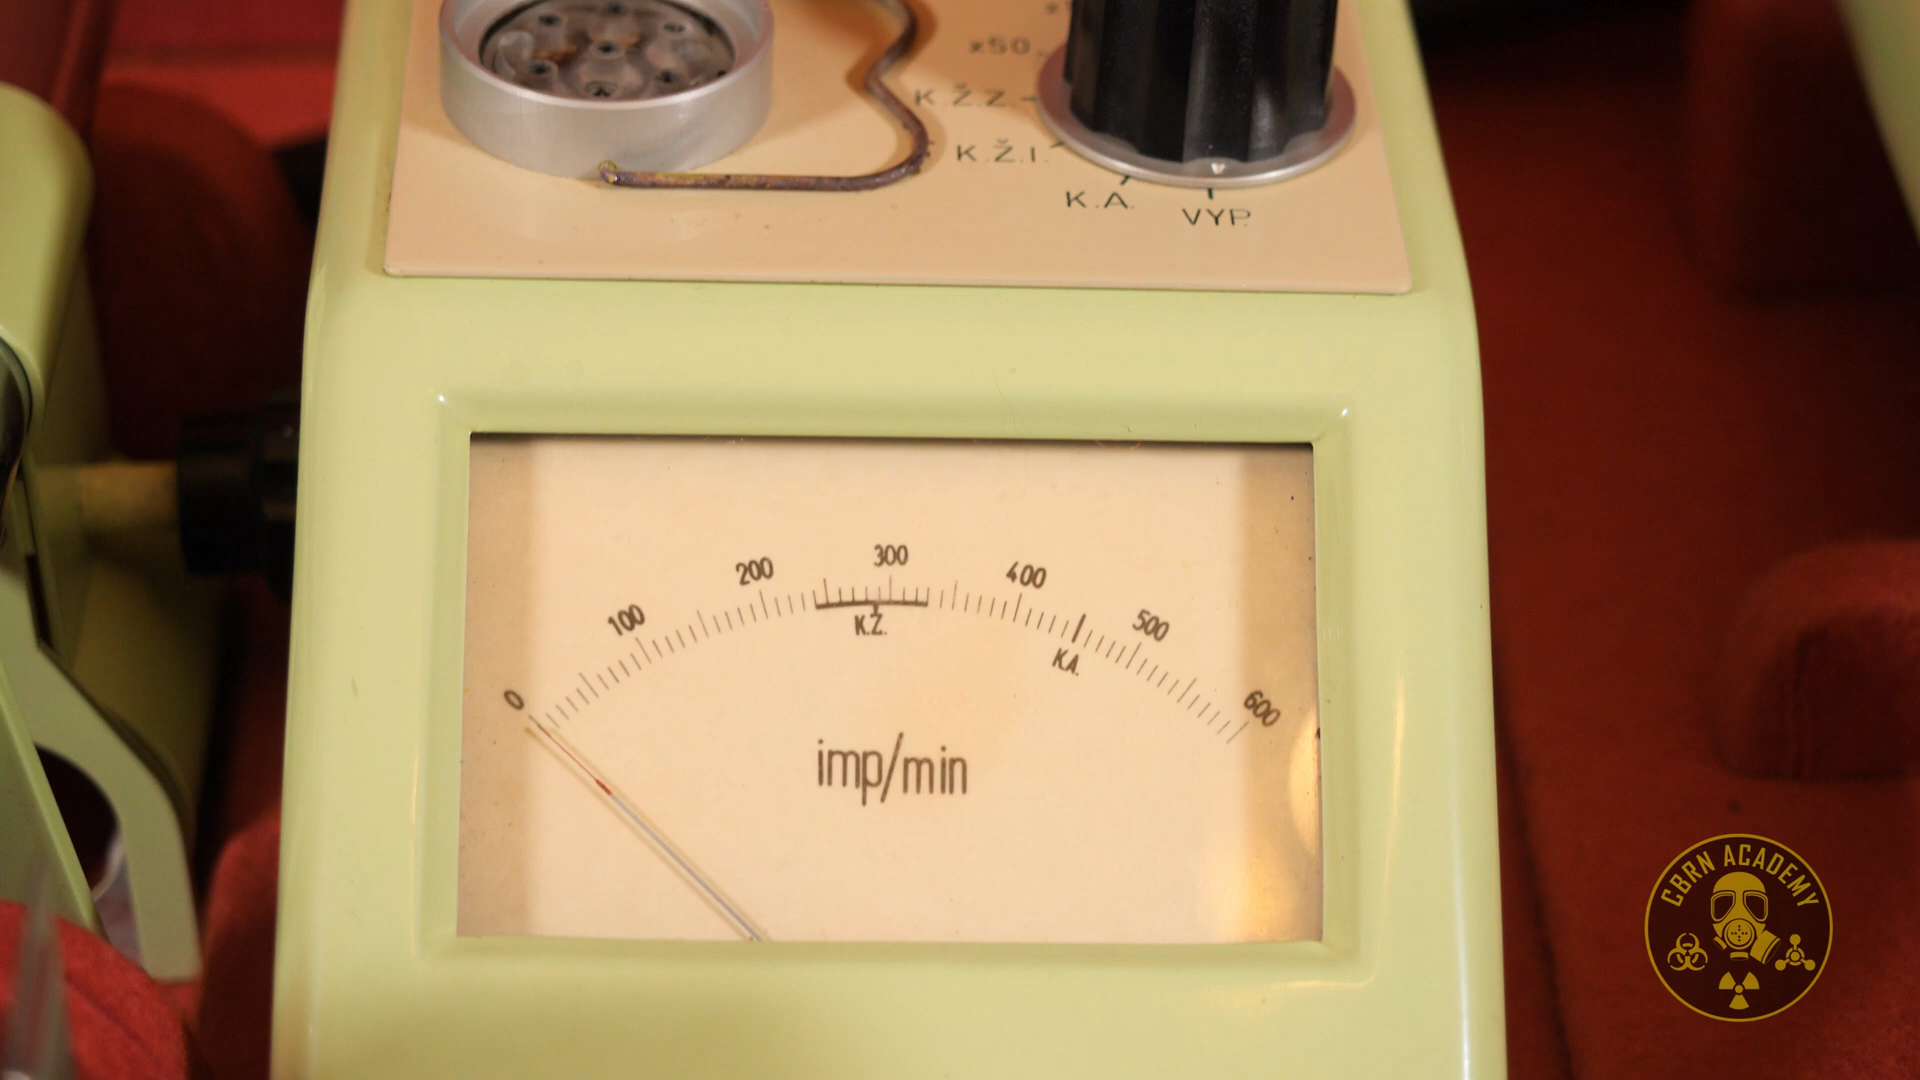 x50
K.Ž.Z.
K.Ž.I.
K.A.
VYP.
0 100 200 300 400 500 600
K.Ž.
K.A.
imp/min
CBRN ACADEMY